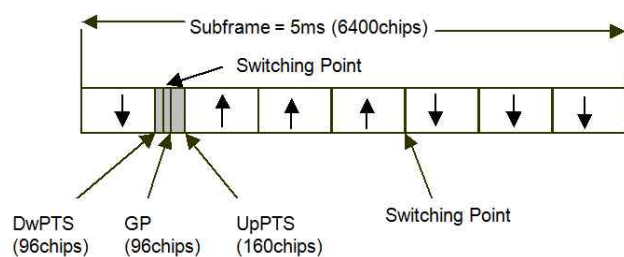 Subframe = 5ms (6400chips)
Switching Point
DwPTS
(96chips)
GP
(96chips)
UpPTS
(160chips)
Switching Point